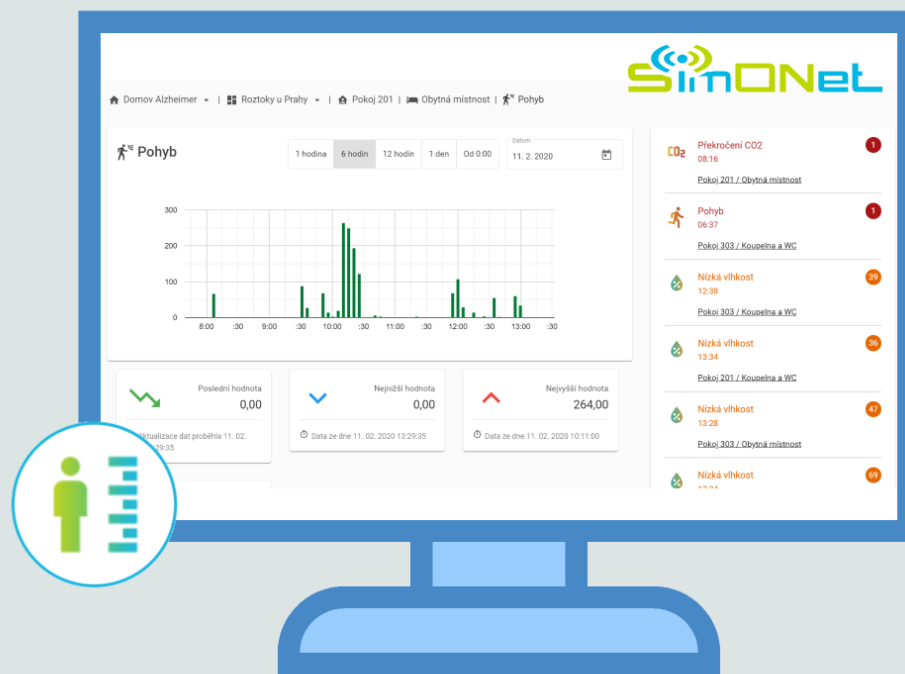 SimONet
Domov Alzheimer | Roztoky u Prahy | Pokoj 201 | Obytná místnost | Pohyb
Pohyb
1 hodina 6 hodin 12 hodin 1 den Od 0:00
Datum
11. 2. 2020
300
200
100
0
8:00 :30 9:00 :30 10:00 :30 11:00 :30 12:00 :30 13:00 :30
Poslední hodnota
0,00
Aktualizace dat proběhla 11. 02.
29:35
Nejnižší hodnota
0,00
Data ze dne 11. 02. 2020 13:29:35
Nejvyšší hodnota
264,00
Data ze dne 11. 02. 2020 10:11:00
CO2
Překročení CO2 1
08:16
Pokoj 201 / Obytná místnost
Pohyb 1
06:37
Pokoj 303 / Koupelna a WC
Nízká vlhkost 39
12:38
Pokoj 303 / Koupelna a WC
Nízká vlhkost 36
13:34
Pokoj 201 / Koupelna a WC
Nízká vlhkost 47
13:28
Pokoj 303 / Obytná místnost
Nízká vlhkost 69